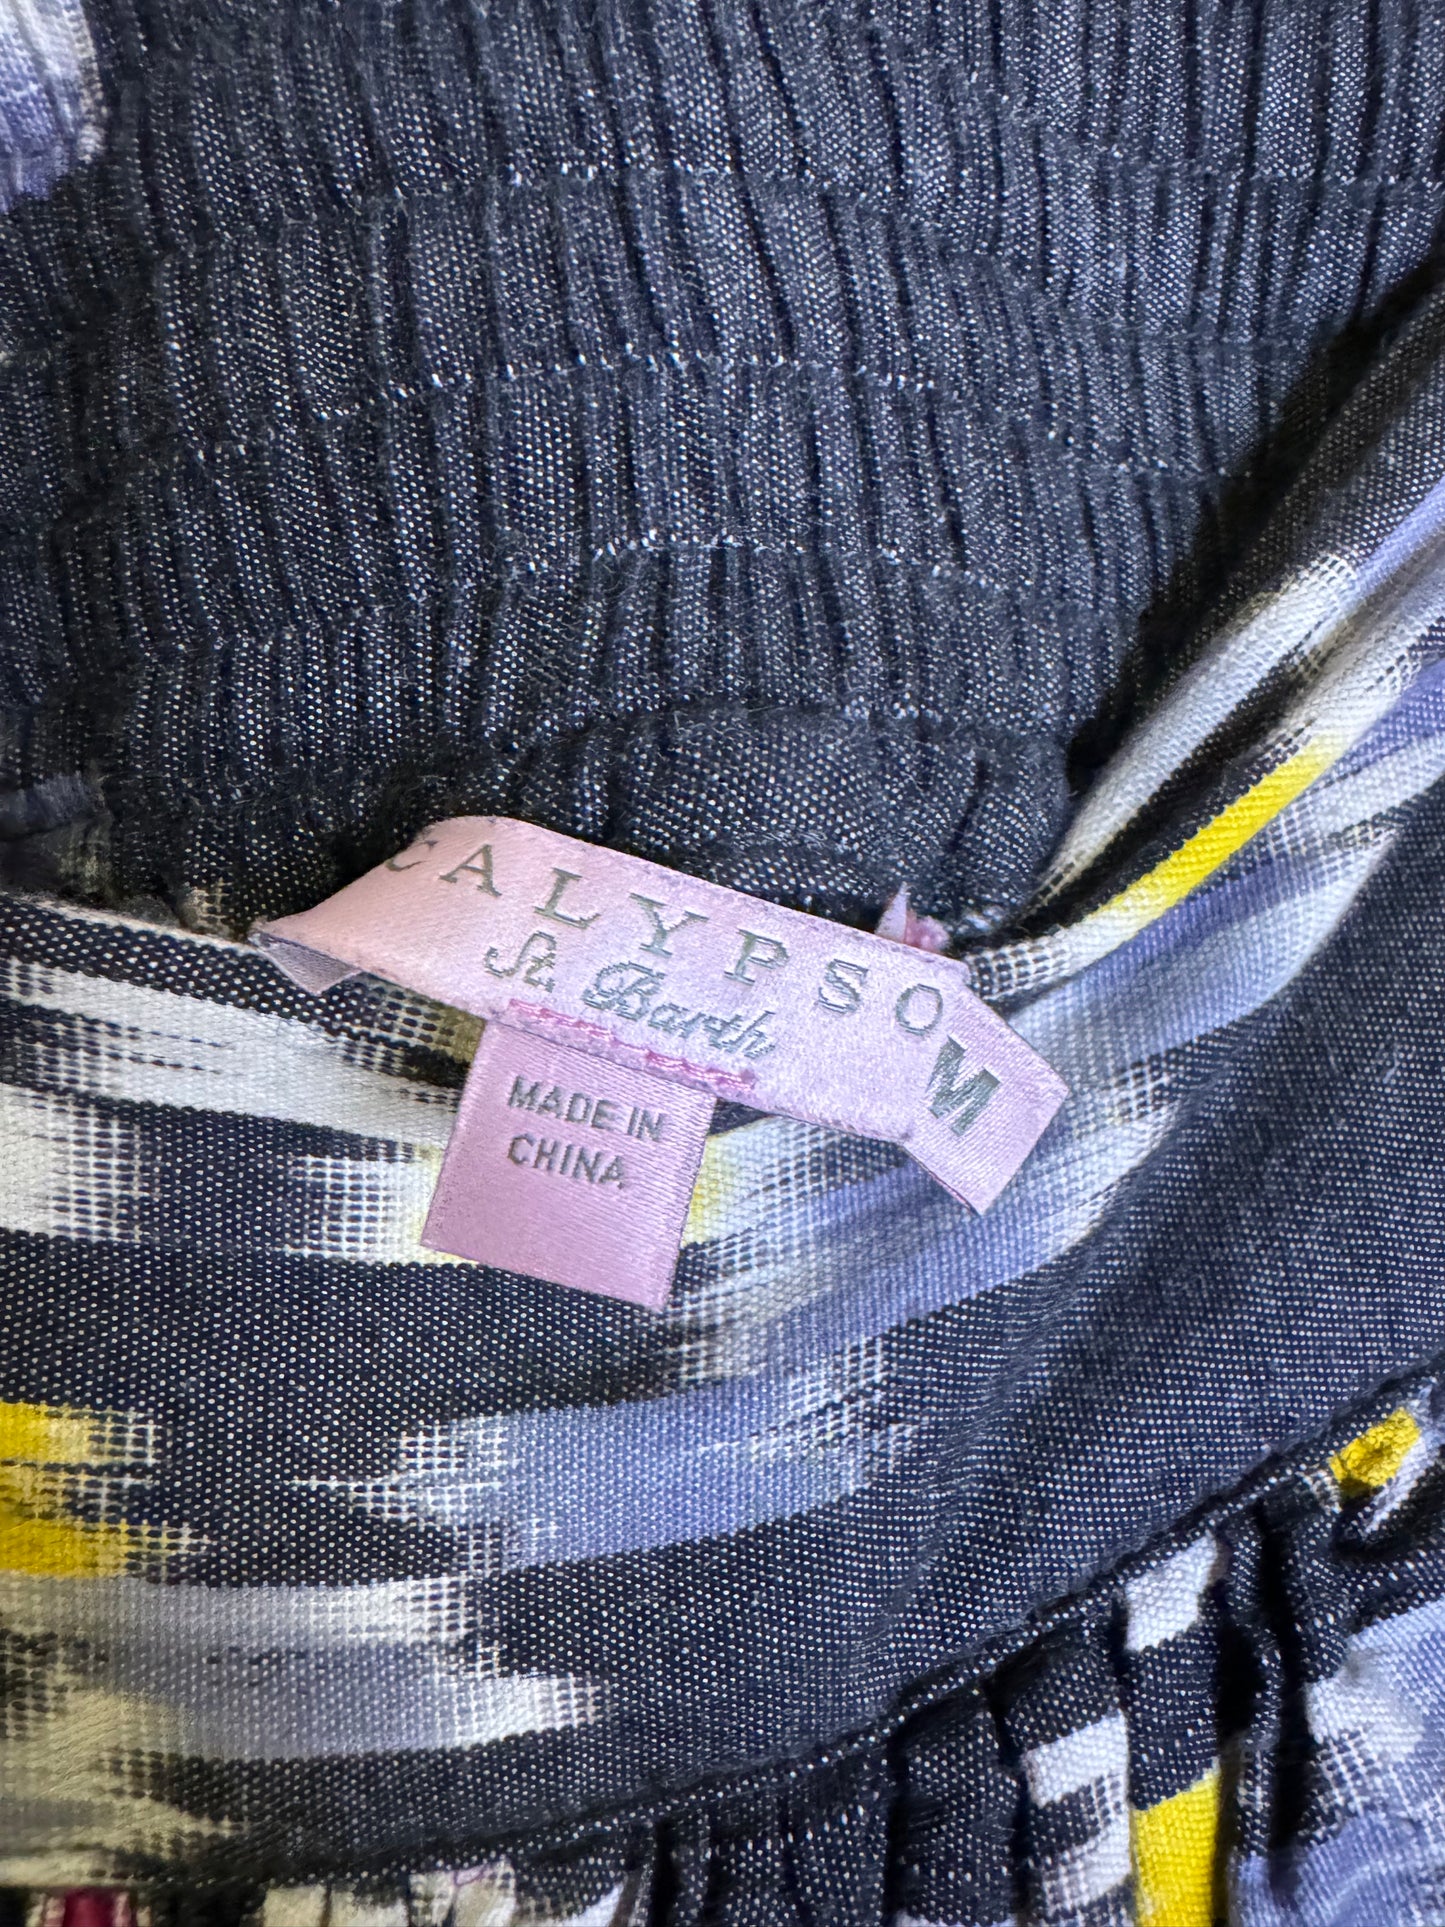 CALYPSO
St. Barth
M
MADE IN
CHINA